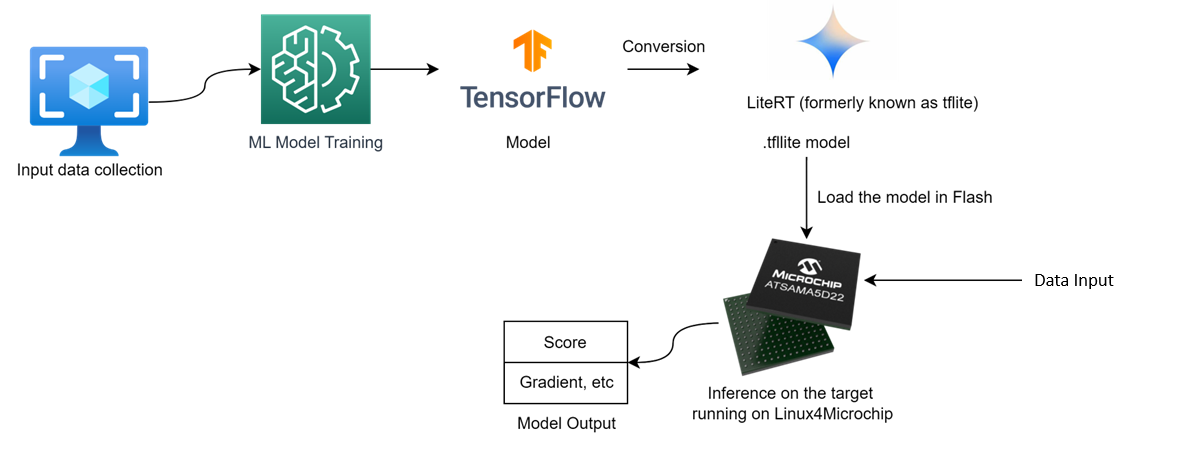 Conversion
TensorFlow
LiteRT (formerly known as tflite)
ML Model Training
Model
.tfllite model
Input data collection
Load the model in Flash
MICROCHIP
ATSAMA5D22
Data Input
Score
Gradient, etc
Model Output
Inference on the target
running on Linux4Microchip